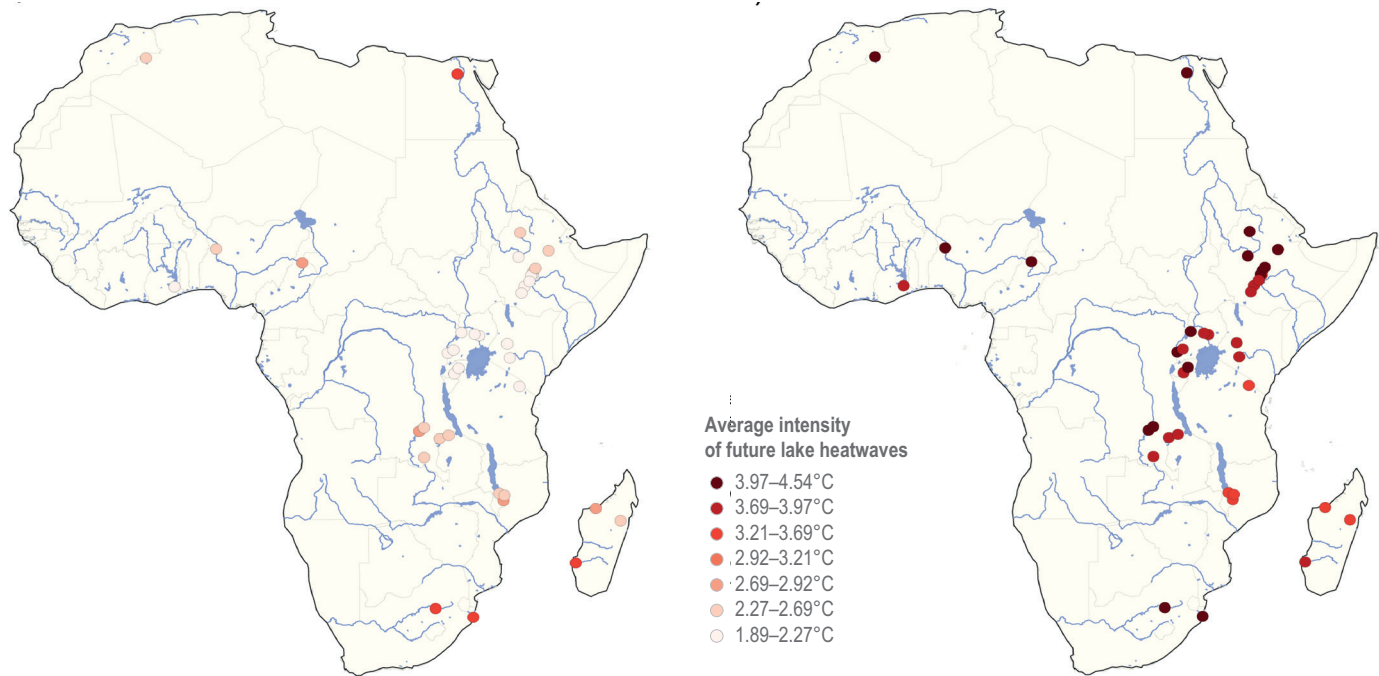 Average intensity
of future lake heatwaves
3.97–4.54°C
3.69–3.97°C
3.21–3.69°C
2.92–3.21°C
2.69–2.92°C
2.27–2.69°C
1.89–2.27°C